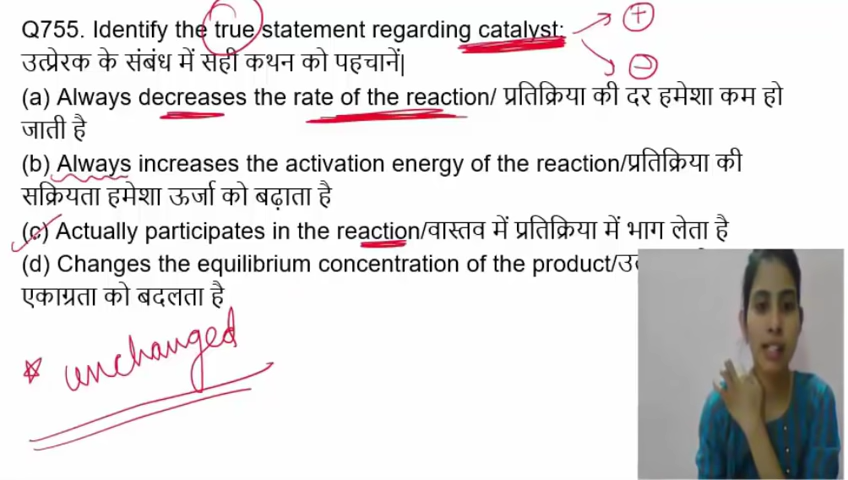 Q755. Identify the true statement regarding catalyst:
+
उत्प्रेरक के संबंध में सही कथन को पहचानें|
-
(a) Always decreases the rate of the reaction/ प्रतिक्रिया की दर हमेशा कम हो
जाती है
(b) Always increases the activation energy of the reaction/प्रतिक्रिया की
सक्रियता हमेशा ऊर्जा को बढ़ाता है
(c) Actually participates in the reaction/वास्तव में प्रतिक्रिया में भाग लेता है
(d) Changes the equilibrium concentration of the product/
एकाग्रता को बदलता है
unchanged